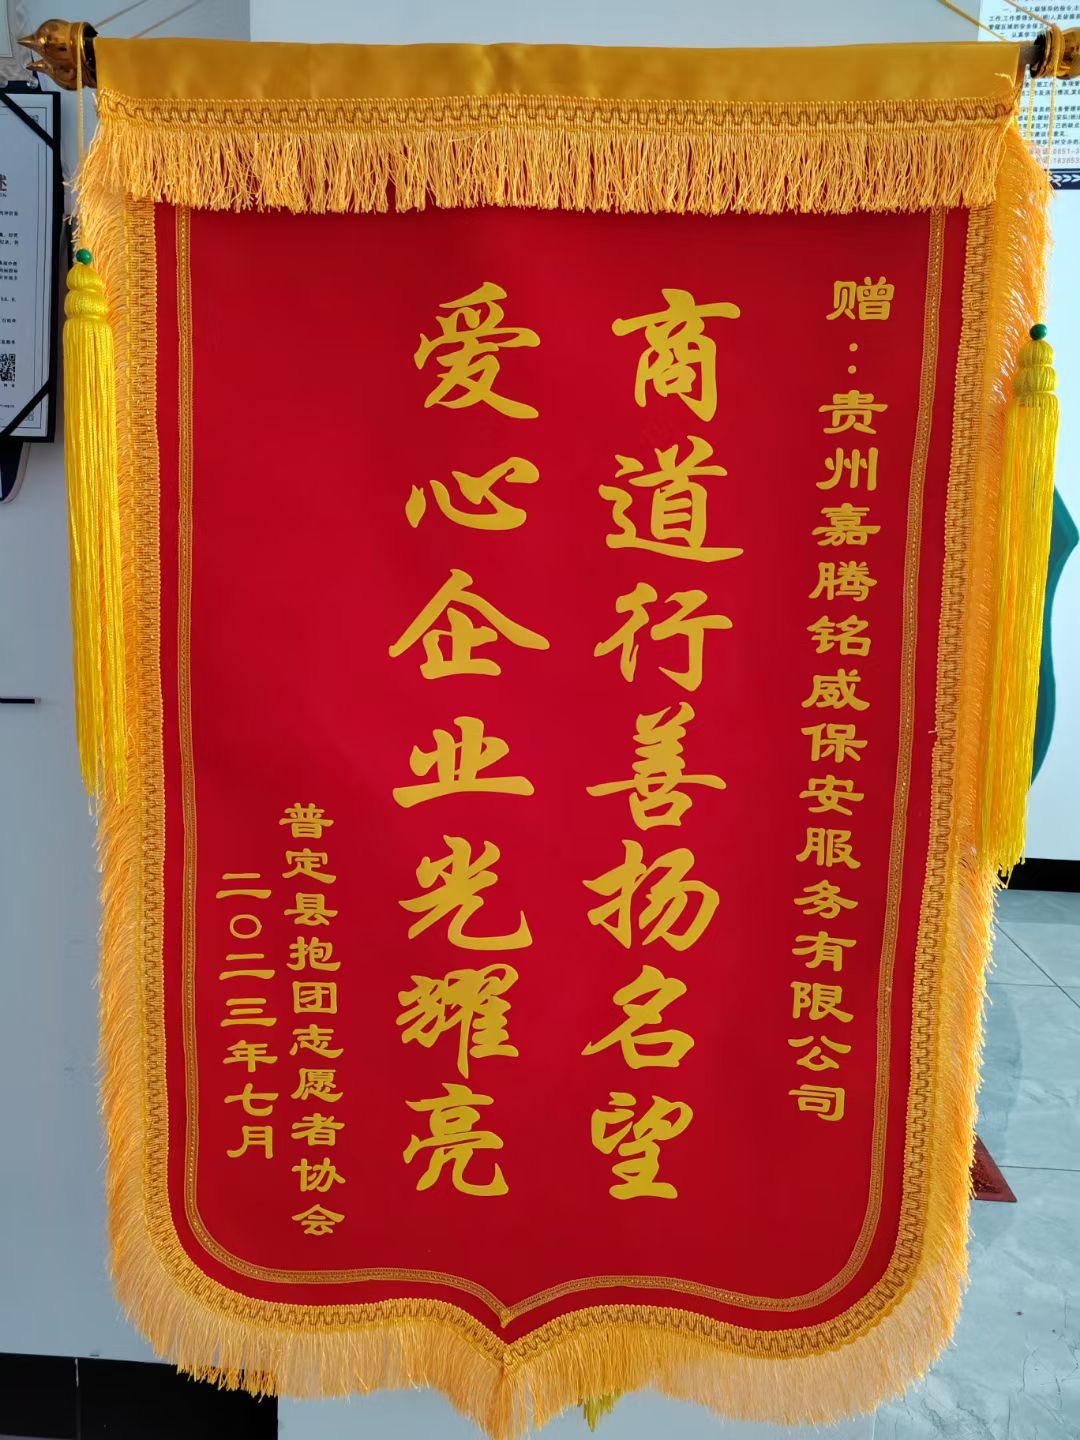 赠：贵州嘉腾铭威保安服务有限公司
商道行善扬名望
爱心企业光耀亮
普定县抱团志愿者协会
二〇二三年七月